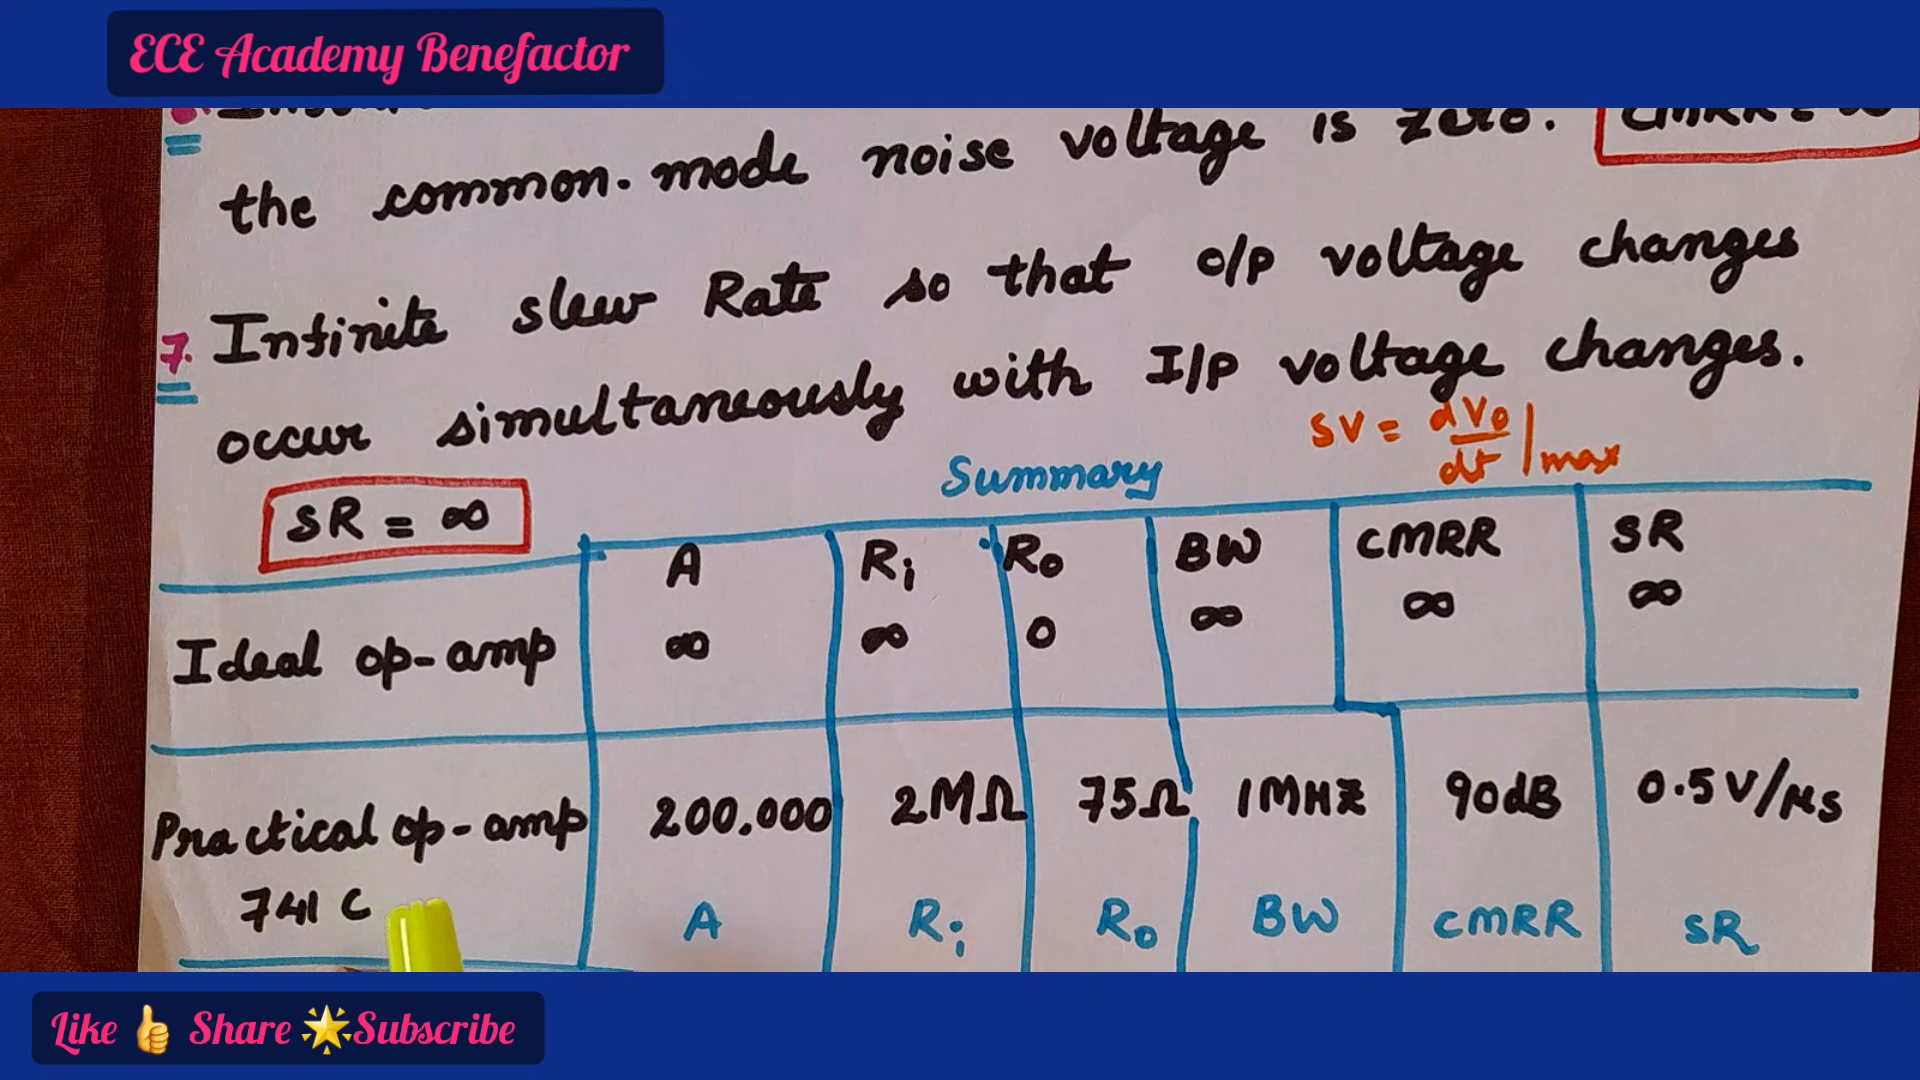 ECE Academy Benefactor
the common-mode noise voltage is zero. CMRR = ∞
7. Infinite slew Rate so that o/p voltage changes
occur simultaneously with I/p voltage changes.
SV = dVo/dt |max
SR = ∞
Summary
A Ri Ro BW CMRR SR
Ideal op-amp ∞ ∞ 0 ∞ ∞ ∞
Practical op-amp 200.000 2MΩ 75Ω 1MHZ 90dB 0.5V/μs
741 C A Ri Ro BW CMRR SR
Like 👍 Share 🌟Subscribe